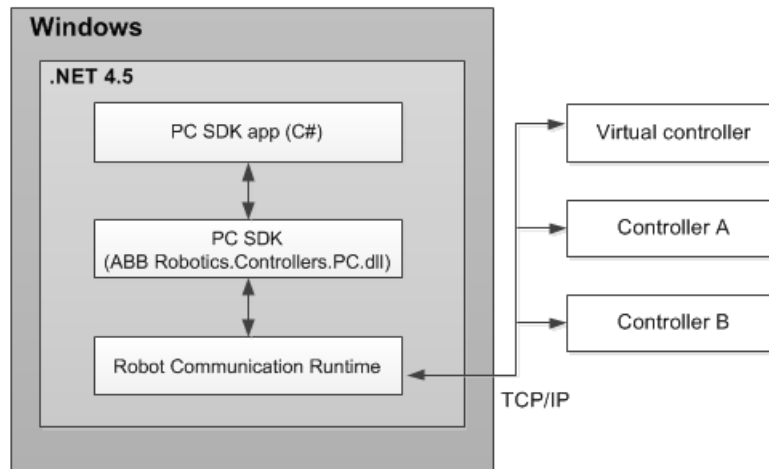 Windows
.NET 4.5
PC SDK app (C#)
PC SDK
(ABB Robotics.Controllers.PC.dll)
Robot Communication Runtime
Virtual controller
Controller A
Controller B
TCP/IP